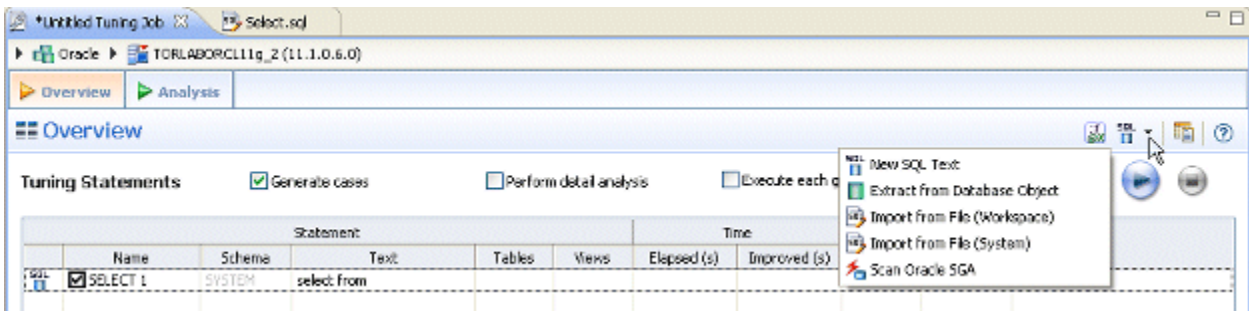 *Untitled Tuning Job Select.sql
Oracle TORLABORCL11g_2 (11.1.0.6.0)
Overview Analysis
Overview
Tuning Statements Generate cases Perform detail analysis Execute each g
New SQL Text
Extract from Database Object
Import from File (Workspace)
Import from File (System)
Scan Oracle SGA
Statement Time
Name Schema Text Tables Views Elapsed (s) Improved (s)
SQL SELECT 1 SYSTEM select from